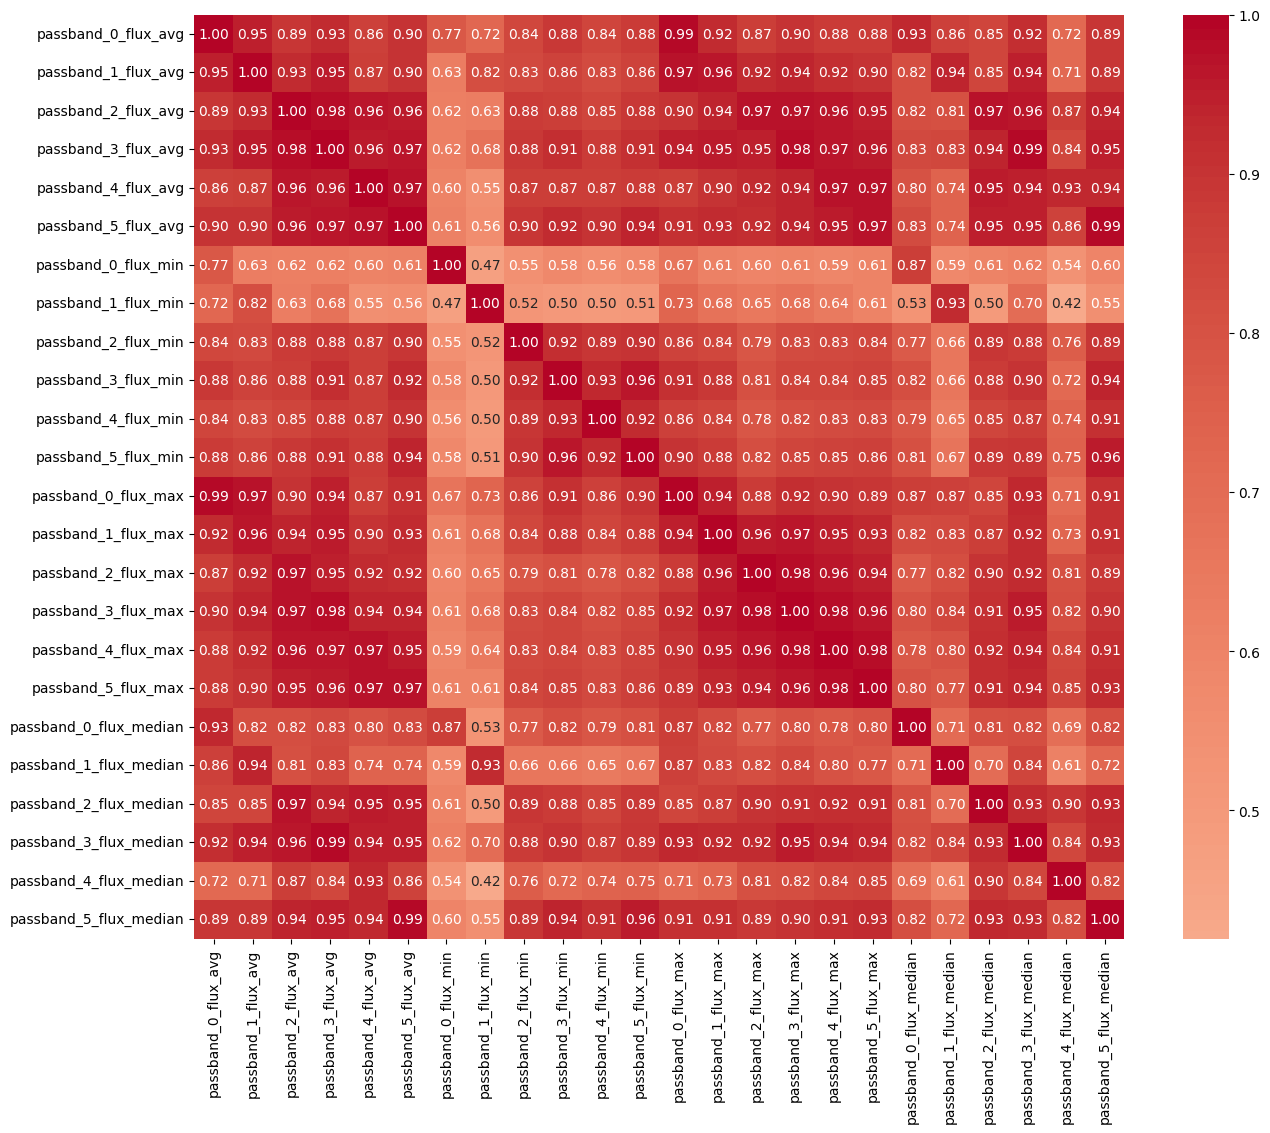 passband_0_flux_avg 1.00 0.95 0.89 0.93 0.86 0.90 0.77 0.72 0.84 0.88 0.84 0.88 0.99 0.92 0.87 0.90 0.88 0.88 0.93 0.86 0.85 0.92 0.72 0.89
passband_1_flux_avg 0.95 1.00 0.93 0.95 0.87 0.90 0.63 0.82 0.83 0.86 0.83 0.86 0.97 0.96 0.92 0.94 0.92 0.90 0.82 0.94 0.85 0.94 0.71 0.89
passband_2_flux_avg 0.89 0.93 1.00 0.98 0.96 0.96 0.62 0.63 0.88 0.88 0.85 0.88 0.90 0.94 0.97 0.97 0.96 0.95 0.82 0.81 0.97 0.96 0.87 0.94
passband_3_flux_avg 0.93 0.95 0.98 1.00 0.96 0.97 0.62 0.68 0.88 0.91 0.88 0.91 0.94 0.95 0.95 0.98 0.97 0.96 0.83 0.83 0.94 0.99 0.84 0.95
passband_4_flux_avg 0.86 0.87 0.96 0.96 1.00 0.97 0.60 0.55 0.87 0.87 0.87 0.88 0.87 0.90 0.92 0.94 0.97 0.97 0.80 0.74 0.95 0.94 0.93 0.94
passband_5_flux_avg 0.90 0.90 0.96 0.97 0.97 1.00 0.61 0.56 0.90 0.92 0.90 0.94 0.91 0.93 0.92 0.94 0.95 0.97 0.83 0.74 0.95 0.95 0.86 0.99
passband_0_flux_min 0.77 0.63 0.62 0.62 0.60 0.61 1.00 0.47 0.55 0.58 0.56 0.58 0.67 0.61 0.60 0.61 0.59 0.61 0.87 0.59 0.61 0.62 0.54 0.60
passband_1_flux_min 0.72 0.82 0.63 0.68 0.55 0.56 0.47 1.00 0.52 0.50 0.50 0.51 0.73 0.68 0.65 0.68 0.64 0.61 0.53 0.93 0.50 0.70 0.42 0.55
passband_2_flux_min 0.84 0.83 0.88 0.88 0.87 0.90 0.55 0.52 1.00 0.92 0.89 0.90 0.86 0.84 0.79 0.83 0.83 0.84 0.77 0.66 0.89 0.88 0.76 0.89
passband_3_flux_min 0.88 0.86 0.88 0.91 0.87 0.92 0.58 0.50 0.92 1.00 0.93 0.96 0.91 0.88 0.81 0.84 0.84 0.85 0.82 0.66 0.88 0.90 0.72 0.94
passband_4_flux_min 0.84 0.83 0.85 0.88 0.87 0.90 0.56 0.50 0.89 0.93 1.00 0.92 0.86 0.84 0.78 0.82 0.83 0.83 0.79 0.65 0.85 0.87 0.74 0.91
passband_5_flux_min 0.88 0.86 0.88 0.91 0.88 0.94 0.58 0.51 0.90 0.96 0.92 1.00 0.90 0.88 0.82 0.85 0.85 0.86 0.81 0.67 0.89 0.89 0.75 0.96
passband_0_flux_max 0.99 0.97 0.90 0.94 0.87 0.91 0.67 0.73 0.86 0.91 0.86 0.90 1.00 0.94 0.88 0.92 0.90 0.89 0.87 0.87 0.85 0.93 0.71 0.91
passband_1_flux_max 0.92 0.96 0.94 0.95 0.90 0.93 0.61 0.68 0.84 0.88 0.84 0.88 0.94 1.00 0.96 0.97 0.95 0.93 0.82 0.83 0.87 0.92 0.73 0.91
passband_2_flux_max 0.87 0.92 0.97 0.95 0.92 0.92 0.60 0.65 0.79 0.81 0.78 0.82 0.88 0.96 1.00 0.98 0.96 0.94 0.77 0.82 0.90 0.92 0.81 0.89
passband_3_flux_max 0.90 0.94 0.97 0.98 0.94 0.94 0.61 0.68 0.83 0.84 0.82 0.85 0.92 0.97 0.98 1.00 0.98 0.96 0.80 0.84 0.91 0.95 0.82 0.90
passband_4_flux_max 0.88 0.92 0.96 0.97 0.97 0.95 0.59 0.64 0.83 0.84 0.83 0.85 0.90 0.95 0.96 0.98 1.00 0.98 0.78 0.80 0.92 0.94 0.84 0.91
passband_5_flux_max 0.88 0.90 0.95 0.96 0.97 0.97 0.61 0.61 0.84 0.85 0.83 0.86 0.89 0.93 0.94 0.96 0.98 1.00 0.80 0.77 0.91 0.94 0.85 0.93
passband_0_flux_median 0.93 0.82 0.82 0.83 0.80 0.83 0.87 0.53 0.77 0.82 0.79 0.81 0.87 0.82 0.77 0.80 0.78 0.80 1.00 0.71 0.81 0.82 0.69 0.82
passband_1_flux_median 0.86 0.94 0.81 0.83 0.74 0.74 0.59 0.93 0.66 0.66 0.65 0.67 0.87 0.83 0.82 0.84 0.80 0.77 0.71 1.00 0.70 0.84 0.61 0.72
passband_2_flux_median 0.85 0.85 0.97 0.94 0.95 0.95 0.61 0.50 0.89 0.88 0.85 0.89 0.85 0.87 0.90 0.91 0.92 0.91 0.81 0.70 1.00 0.93 0.90 0.93
passband_3_flux_median 0.92 0.94 0.96 0.99 0.94 0.95 0.62 0.70 0.88 0.90 0.87 0.89 0.93 0.92 0.92 0.95 0.94 0.94 0.82 0.84 0.93 1.00 0.84 0.93
passband_4_flux_median 0.72 0.71 0.87 0.84 0.93 0.86 0.54 0.42 0.76 0.72 0.74 0.75 0.71 0.73 0.81 0.82 0.84 0.85 0.69 0.61 0.90 0.84 1.00 0.82
passband_5_flux_median 0.89 0.89 0.94 0.95 0.94 0.99 0.60 0.55 0.89 0.94 0.91 0.96 0.91 0.91 0.89 0.90 0.91 0.93 0.82 0.72 0.93 0.93 0.82 1.00
passband_0_flux_avg
passband_1_flux_avg
passband_2_flux_avg
passband_3_flux_avg
passband_4_flux_avg
passband_5_flux_avg
passband_0_flux_min
passband_1_flux_min
passband_2_flux_min
passband_3_flux_min
passband_4_flux_min
passband_5_flux_min
passband_0_flux_max
passband_1_flux_max
passband_2_flux_max
passband_3_flux_max
passband_4_flux_max
passband_5_flux_max
passband_0_flux_median
passband_1_flux_median
passband_2_flux_median
passband_3_flux_median
passband_4_flux_median
passband_5_flux_median
1.0
0.9
0.8
0.7
0.6
0.5